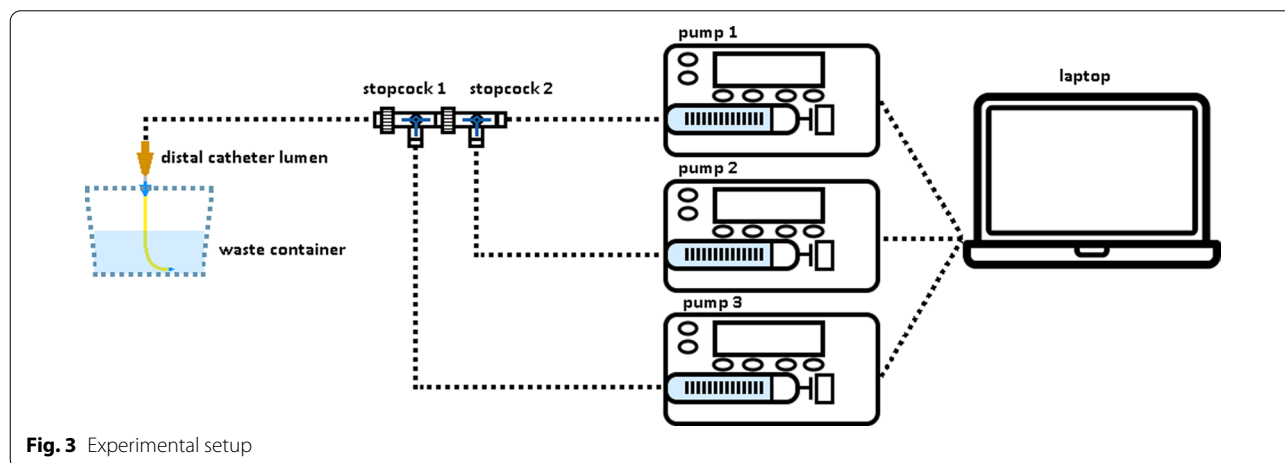 pump 1
laptop
stopcock 1 stopcock 2
distal catheter lumen
pump 2
waste container
pump 3
Fig. 3 Experimental setup